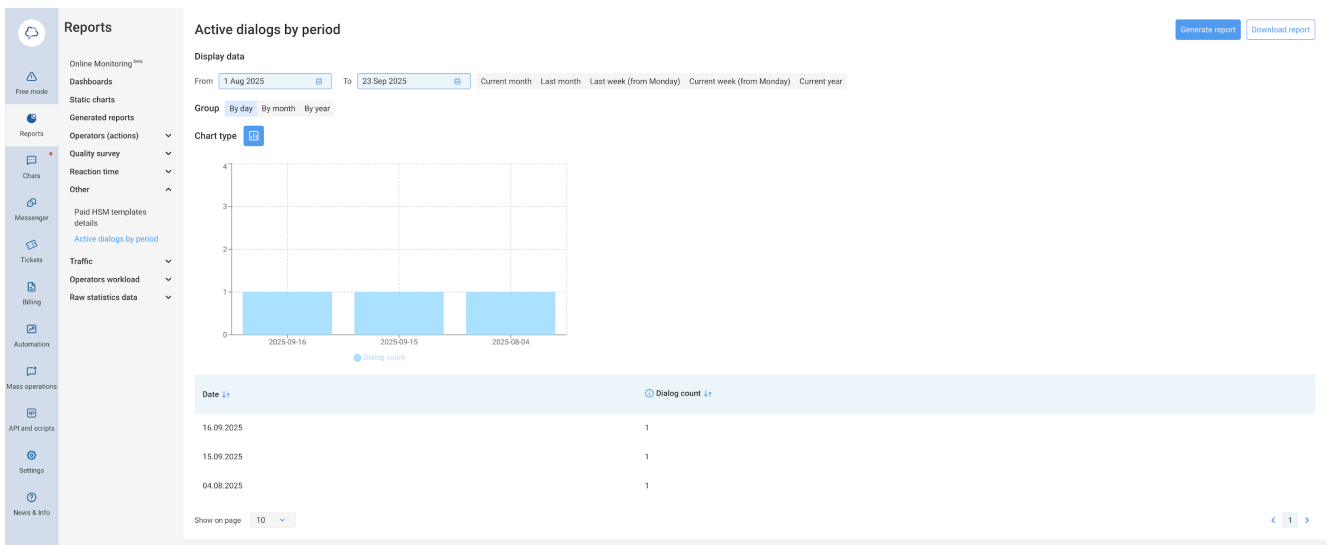 Reports
Active dialogs by period
Generate report
Download report
Free mode
Reports
Chats
Messenger
Tickets
Billing
Automation
Mass operations
API and scripts
Settings
News & Info
Online Monitoring beta
Dashboards
Static charts
Generated reports
Operators (actions)
Quality survey
Reaction time
Other
Paid HSM templates
details
Active dialogs by period
Traffic
Operators workload
Raw statistics data
Display data
From 1 Aug 2025 To 23 Sep 2025 Current month Last month Last week (from Monday) Current week (from Monday) Current year
Group By day By month By year
Chart type
4
3
2
1
0
2025-09-16 2025-09-15 2025-08-04
Dialog count
Date Dialog count
16.09.2025 1
15.09.2025 1
04.08.2025 1
Show on page 10
1